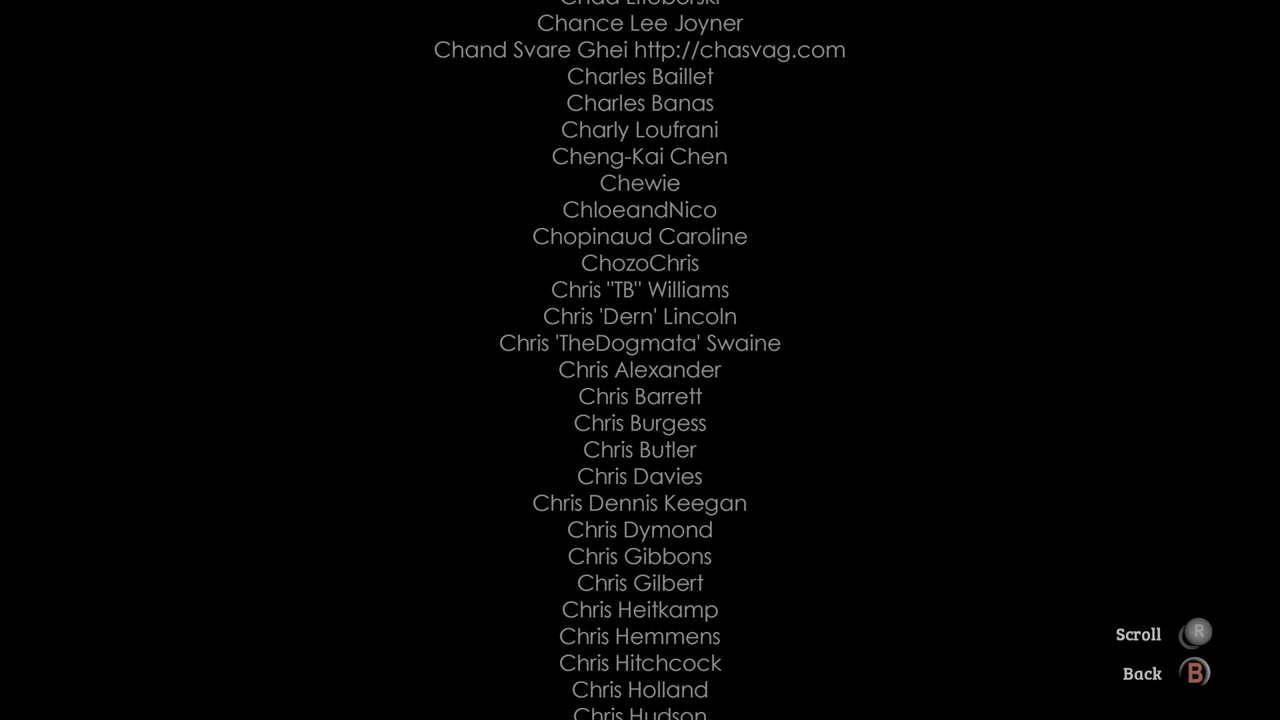 Chance Lee Joyner
Chand Svare Ghei http://chasvag.com
Charles Baillet
Charles Banas
Charly Loufrani
Cheng-Kai Chen
Chewie
ChloeandNico
Chopinaud Caroline
ChozoChris
Chris "TB" Williams
Chris 'Dern' Lincoln
Chris 'TheDogmata' Swaine
Chris Alexander
Chris Barrett
Chris Burgess
Chris Butler
Chris Davies
Chris Dennis Keegan
Chris Dymond
Chris Gibbons
Chris Gilbert
Chris Heitkamp
Chris Hemmens
Chris Hitchcock
Chris Holland
Chris Hudson
Scroll R
Back B